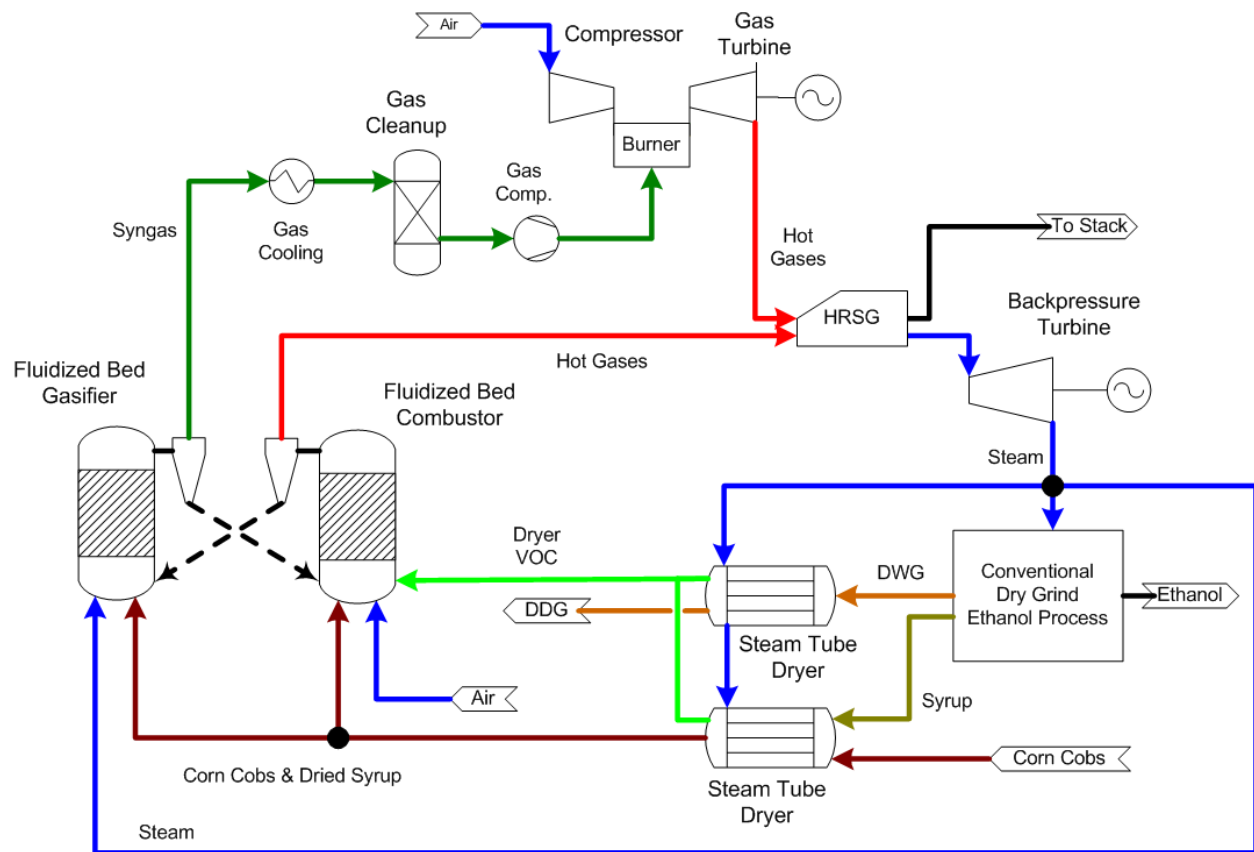 Air
Compressor
Gas
Turbine
Gas
Cleanup
Burner
Gas
Comp.
Syngas
Gas
Cooling
Hot
Gases
To Stack
HRSG
Backpressure
Turbine
Hot Gases
Fluidized Bed
Gasifier
Fluidized Bed
Combustor
Steam
Dryer
VOC
DWG
Conventional
Dry Grind
Ethanol Process
Ethanol
DDG
Steam Tube
Dryer
Air
Syrup
Corn Cobs
Corn Cobs & Dried Syrup
Steam Tube
Dryer
Steam